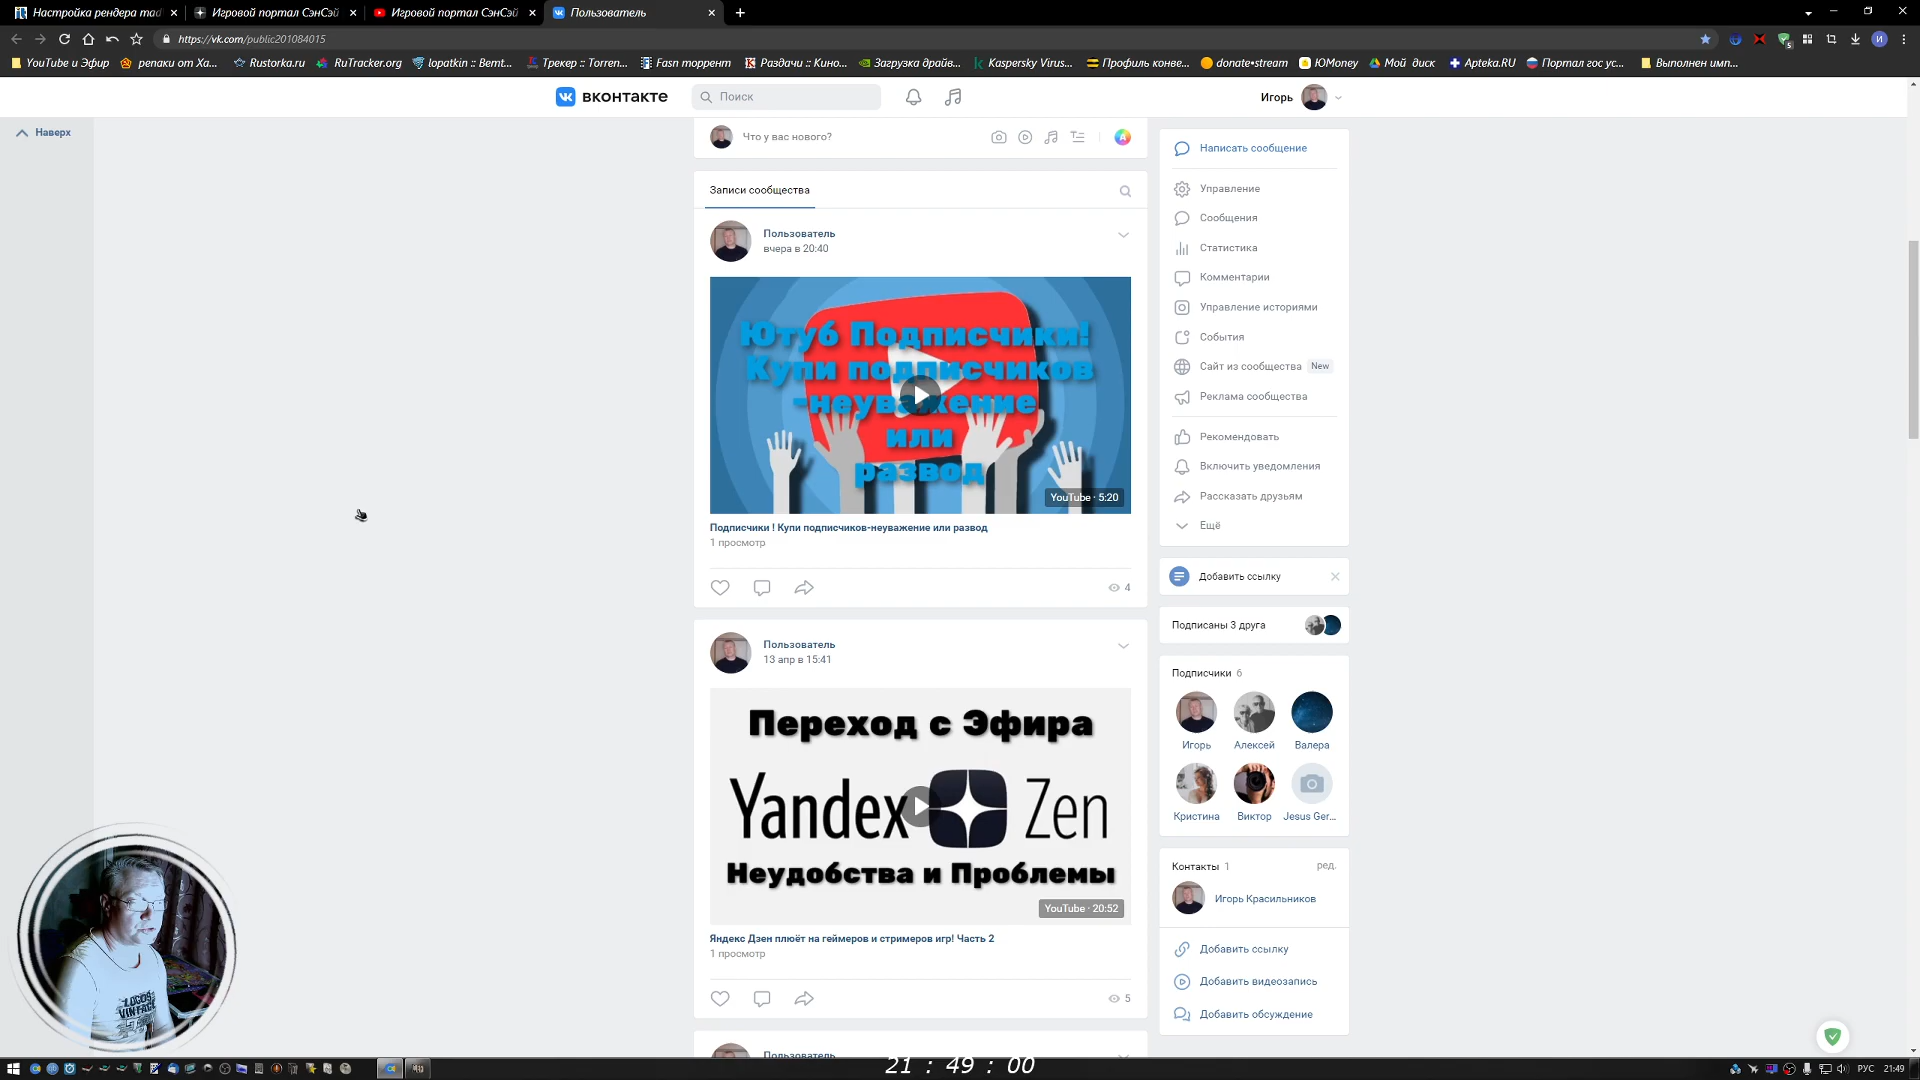 Настройка рендера mad
Игровой портал СэнСэй
Игровой портал СэнСэй
Пользователь
https://vk.com/public201084015
YouTube и Эфир
репаки от Ха...
Rustorka.ru
RuTracker.org
lopatkin :: Bemt...
Трекер :: Torren...
Fasn торрент
Раздачи :: Кино...
Загрузка драйв...
Kaspersky Virus...
Профиль конве...
donate•stream
ЮMoney
Мой диск
Apteka.RU
Портал гос ус...
Выполнен имп...
вконтакте
Поиск
Игорь
Наверх
Что у вас нового?
Записи сообщества
Пользователь
вчера в 20:40
Ютуб Подписчики!
Купи подписчиков
-неуважение
или
развод
YouTube · 5:20
Подписчики ! Купи подписчиков-неуважение или развод
1 просмотр
4
Пользователь
13 апр в 15:41
Переход с Эфира
Yandex Zen
Неудобства и Проблемы
YouTube · 20:52
Яндекс Дзен плюёт на геймеров и стримеров игр! Часть 2
1 просмотр
5
Пользователь
Написать сообщение
Управление
Сообщения
Статистика
Комментарии
Управление историями
События
Сайт из сообщества New
Реклама сообщества
Рекомендовать
Включить уведомления
Рассказать друзьям
Ещё
Добавить ссылку
Подписаны 3 друга
Подписчики 6
Игорь
Алексей
Валера
Кристина
Виктор
Jesus Ger...
Контакты 1
ред.
Игорь Красильников
Добавить ссылку
Добавить видеозапись
Добавить обсуждение
VINTAGE
21 : 49 : 00
РУС
21:49